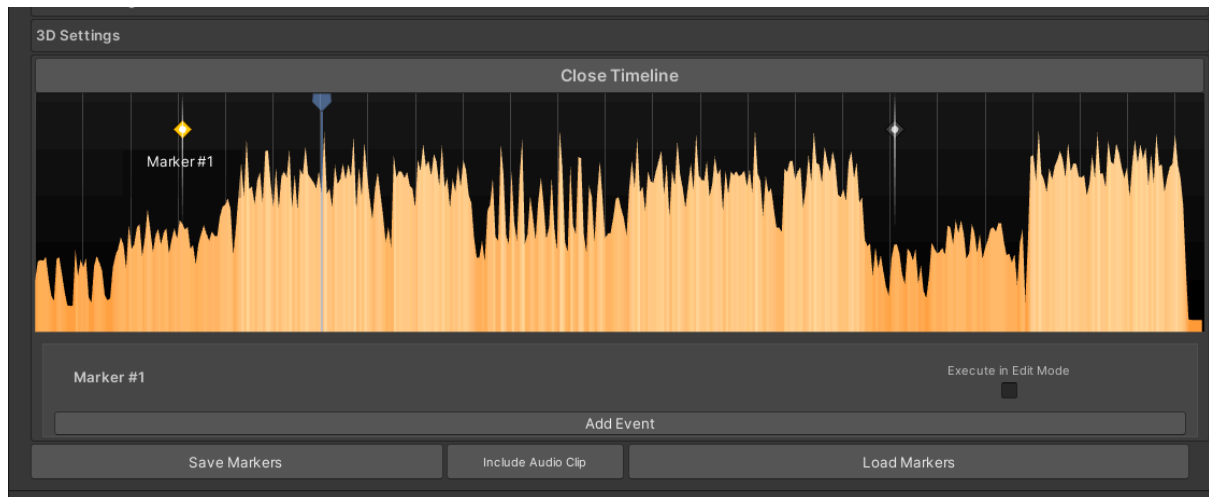 3D Settings
Close Timeline
Marker #1
Marker #1
Execute in Edit Mode
Add Event
Save Markers
Include Audio Clip
Load Markers